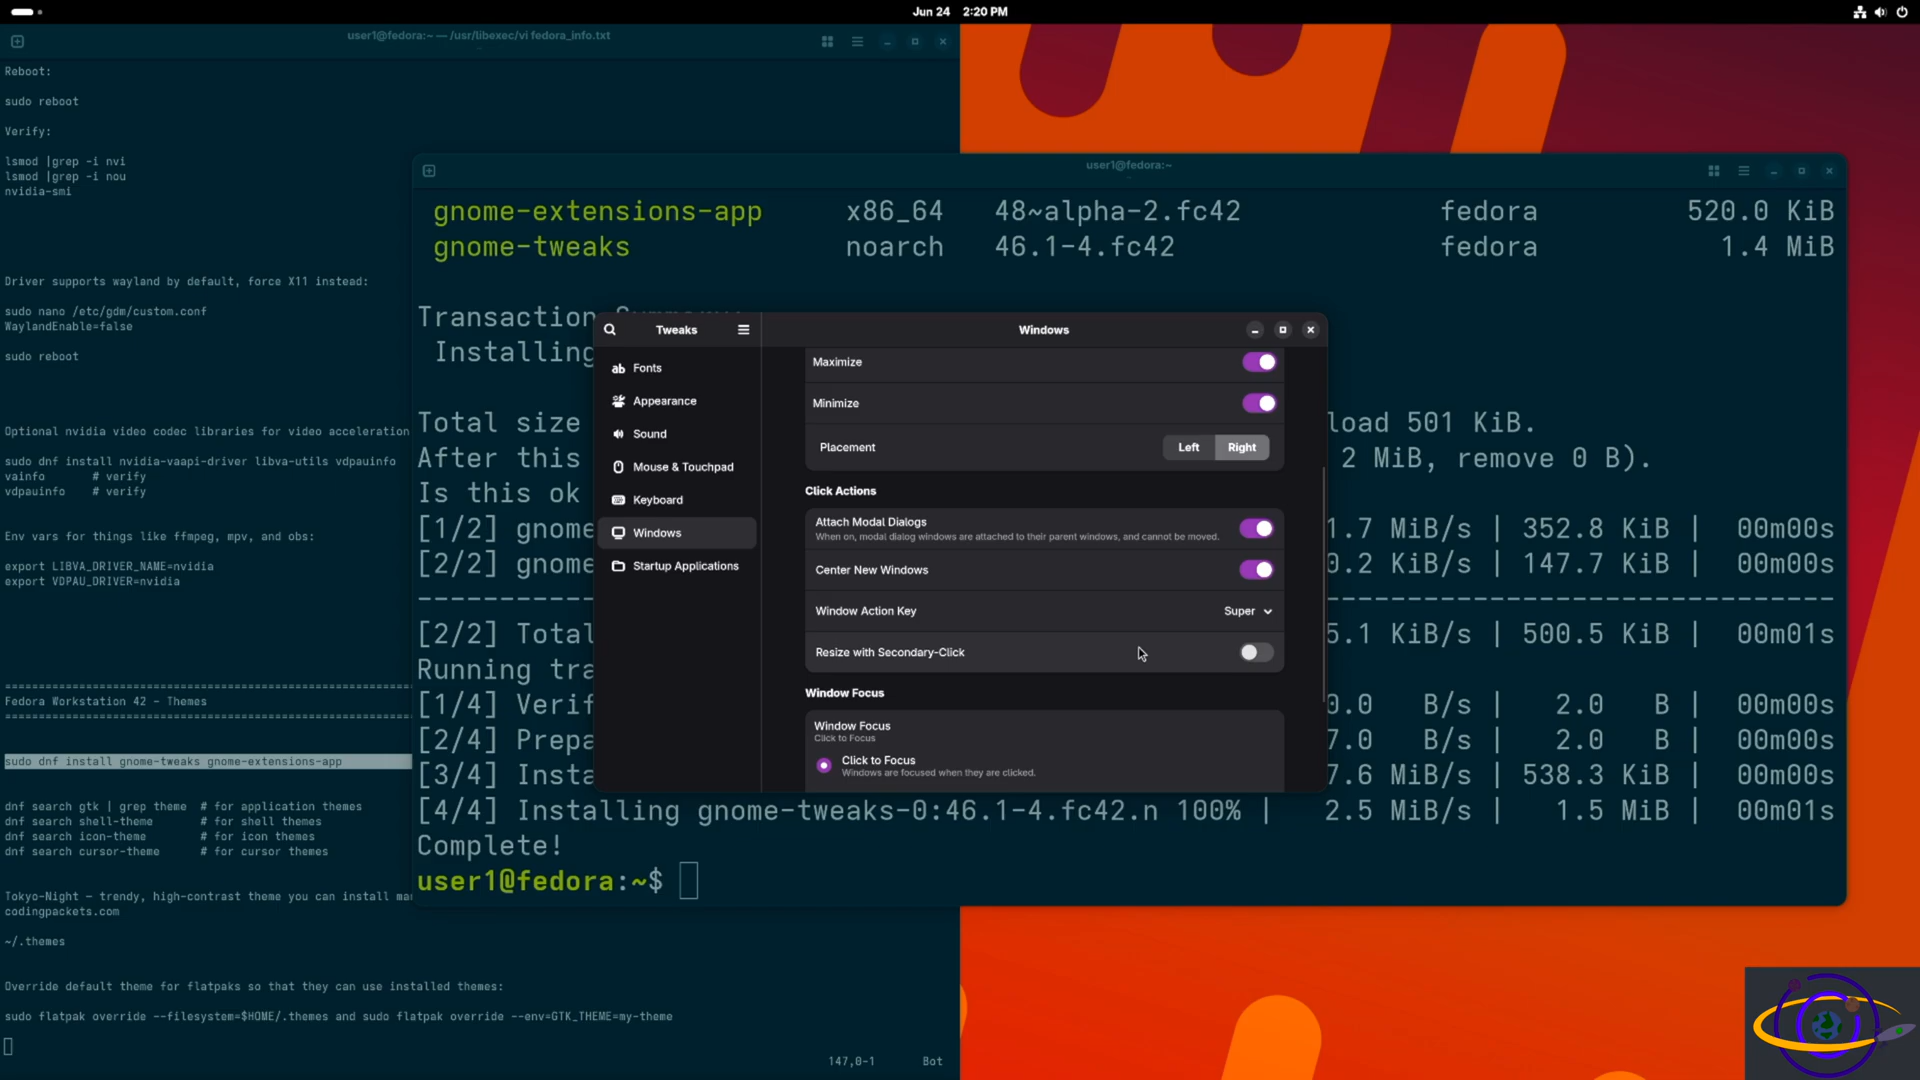 Jun 24 2:20 PM
user1@fedora:~ — /usr/libexec/vi fedora_info.txt
Reboot:
sudo reboot
Verify:
lsmod |grep -i nvi
lsmod |grep -i nou
nvidia-smi
Driver supports wayland by default, force X11 instead:
sudo nano /etc/gdm/custom.conf
WaylandEnable=false
sudo reboot
Optional nvidia video codec libraries for video acceleration
sudo dnf install nvidia-vaapi-driver libva-utils vdpauinfo
vainfo # verify
vdpauinfo # verify
Env vars for things like ffmpeg, mpv, and obs:
export LIBVA_DRIVER_NAME=nvidia
export VDPAU_DRIVER=nvidia
==================================================
Fedora Workstation 42 - Themes
==================================================
sudo dnf install gnome-tweaks gnome-extensions-app
dnf search gtk | grep theme # for application themes
dnf search shell-theme # for shell themes
dnf search icon-theme # for icon themes
dnf search cursor-theme # for cursor themes
Tokyo-Night - trendy, high-contrast theme you can install
codingpackets.com
~/.themes
Override default theme for flatpaks so that they can use installed themes:
sudo flatpak override --filesystem=$HOME/.themes and sudo flatpak override --env=GTK_THEME=my-theme
147,0-1 Bot
user1@fedora:~
gnome-extensions-app x86_64 48~alpha-2.fc42 fedora 520.0 KiB
gnome-tweaks noarch 46.1-4.fc42 fedora 1.4 MiB
Transaction
Installing
Total size load 501 KiB.
After this 2 MiB, remove 0 B).
Is this ok
[1/2] gnome 1.7 MiB/s | 352.8 KiB | 00m00s
[2/2] gnome 0.2 KiB/s | 147.7 KiB | 00m00s
[2/2] Total 5.1 KiB/s | 500.5 KiB | 00m01s
Running tra
[1/4] Verif 0.0 B/s | 2.0 B | 00m00s
[2/4] Prepa 7.0 B/s | 2.0 B | 00m00s
[3/4] Insta 7.6 MiB/s | 538.3 KiB | 00m00s
[4/4] Installing gnome-tweaks-0:46.1-4.fc42.n 100% | 2.5 MiB/s | 1.5 MiB | 00m01s
Complete!
user1@fedora:~$
Tweaks
Fonts
Appearance
Sound
Mouse & Touchpad
Keyboard
Windows
Startup Applications
Windows
Maximize
Minimize
Placement Left Right
Click Actions
Attach Modal Dialogs
When on, modal dialog windows are attached to their parent windows, and cannot be moved.
Center New Windows
Window Action Key Super
Resize with Secondary-Click
Window Focus
Window Focus
Click to Focus
Click to Focus
Windows are focused when they are clicked.